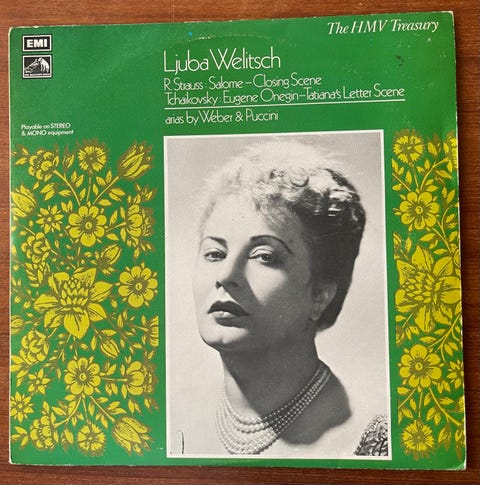 The HMV Treasury
EMI
Ljuba Welitsch
R. Strauss: Salome – Closing Scene
Tchaikovsky: Eugene Onegin – Tatiana's Letter Scene
arias by Weber & Puccini
Playable on STEREO
& MONO equipment